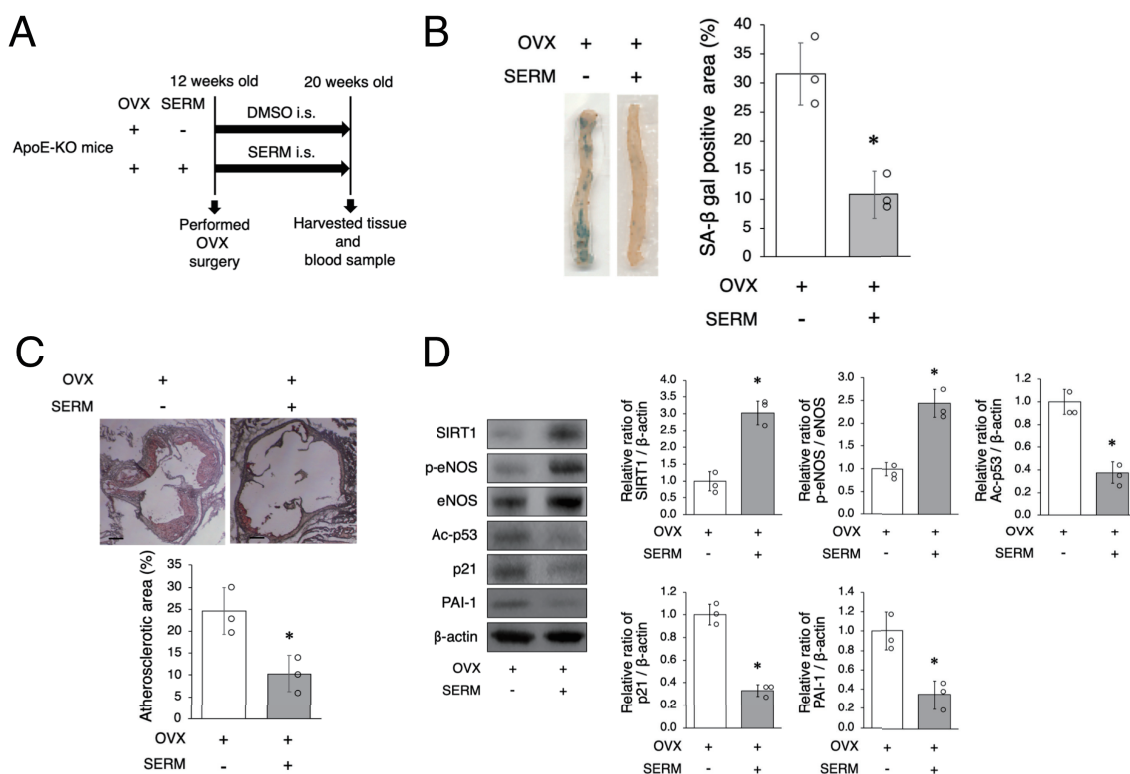 A
12 weeks old 20 weeks old
OVX SERM
DMSO i.s.
+ -
ApoE-KO mice
SERM i.s.
+ +
Performed
OVX
surgery
Harvested tissue
and
blood sample
B
OVX + +
SERM - +
SA-β gal positive area (%)
40
35
30
25
20
15
10
5
0
*
OVX + +
SERM - +
C
OVX + +
SERM - +
Atherosclerotic area (%)
35
30
25
20
15
10
5
0
*
OVX + +
SERM - +
D
SIRT1
p-eNOS
eNOS
Ac-p53
p21
PAI-1
β-actin
OVX + +
SERM - +
Relative ratio of
SIRT1 / β-actin
4.0
3.5
3.0
2.5
2.0
1.5
1.0
0.5
0.0
*
OVX + +
SERM - +
Relative ratio of
p-eNOS / eNOS
3.0
2.5
2.0
1.5
1.0
0.5
0.0
*
OVX + +
SERM - +
Relative ratio of
Ac-p53 / β-actin
1.2
1.0
0.8
0.6
0.4
0.2
0.0
*
OVX + +
SERM - +
Relative ratio of
p21 / β-actin
1.2
1.0
0.8
0.6
0.4
0.2
0.0
*
OVX + +
SERM - +
Relative ratio of
PAI-1 / β-actin
1.4
1.2
1.0
0.8
0.6
0.4
0.2
0.0
*
OVX + +
SERM - +